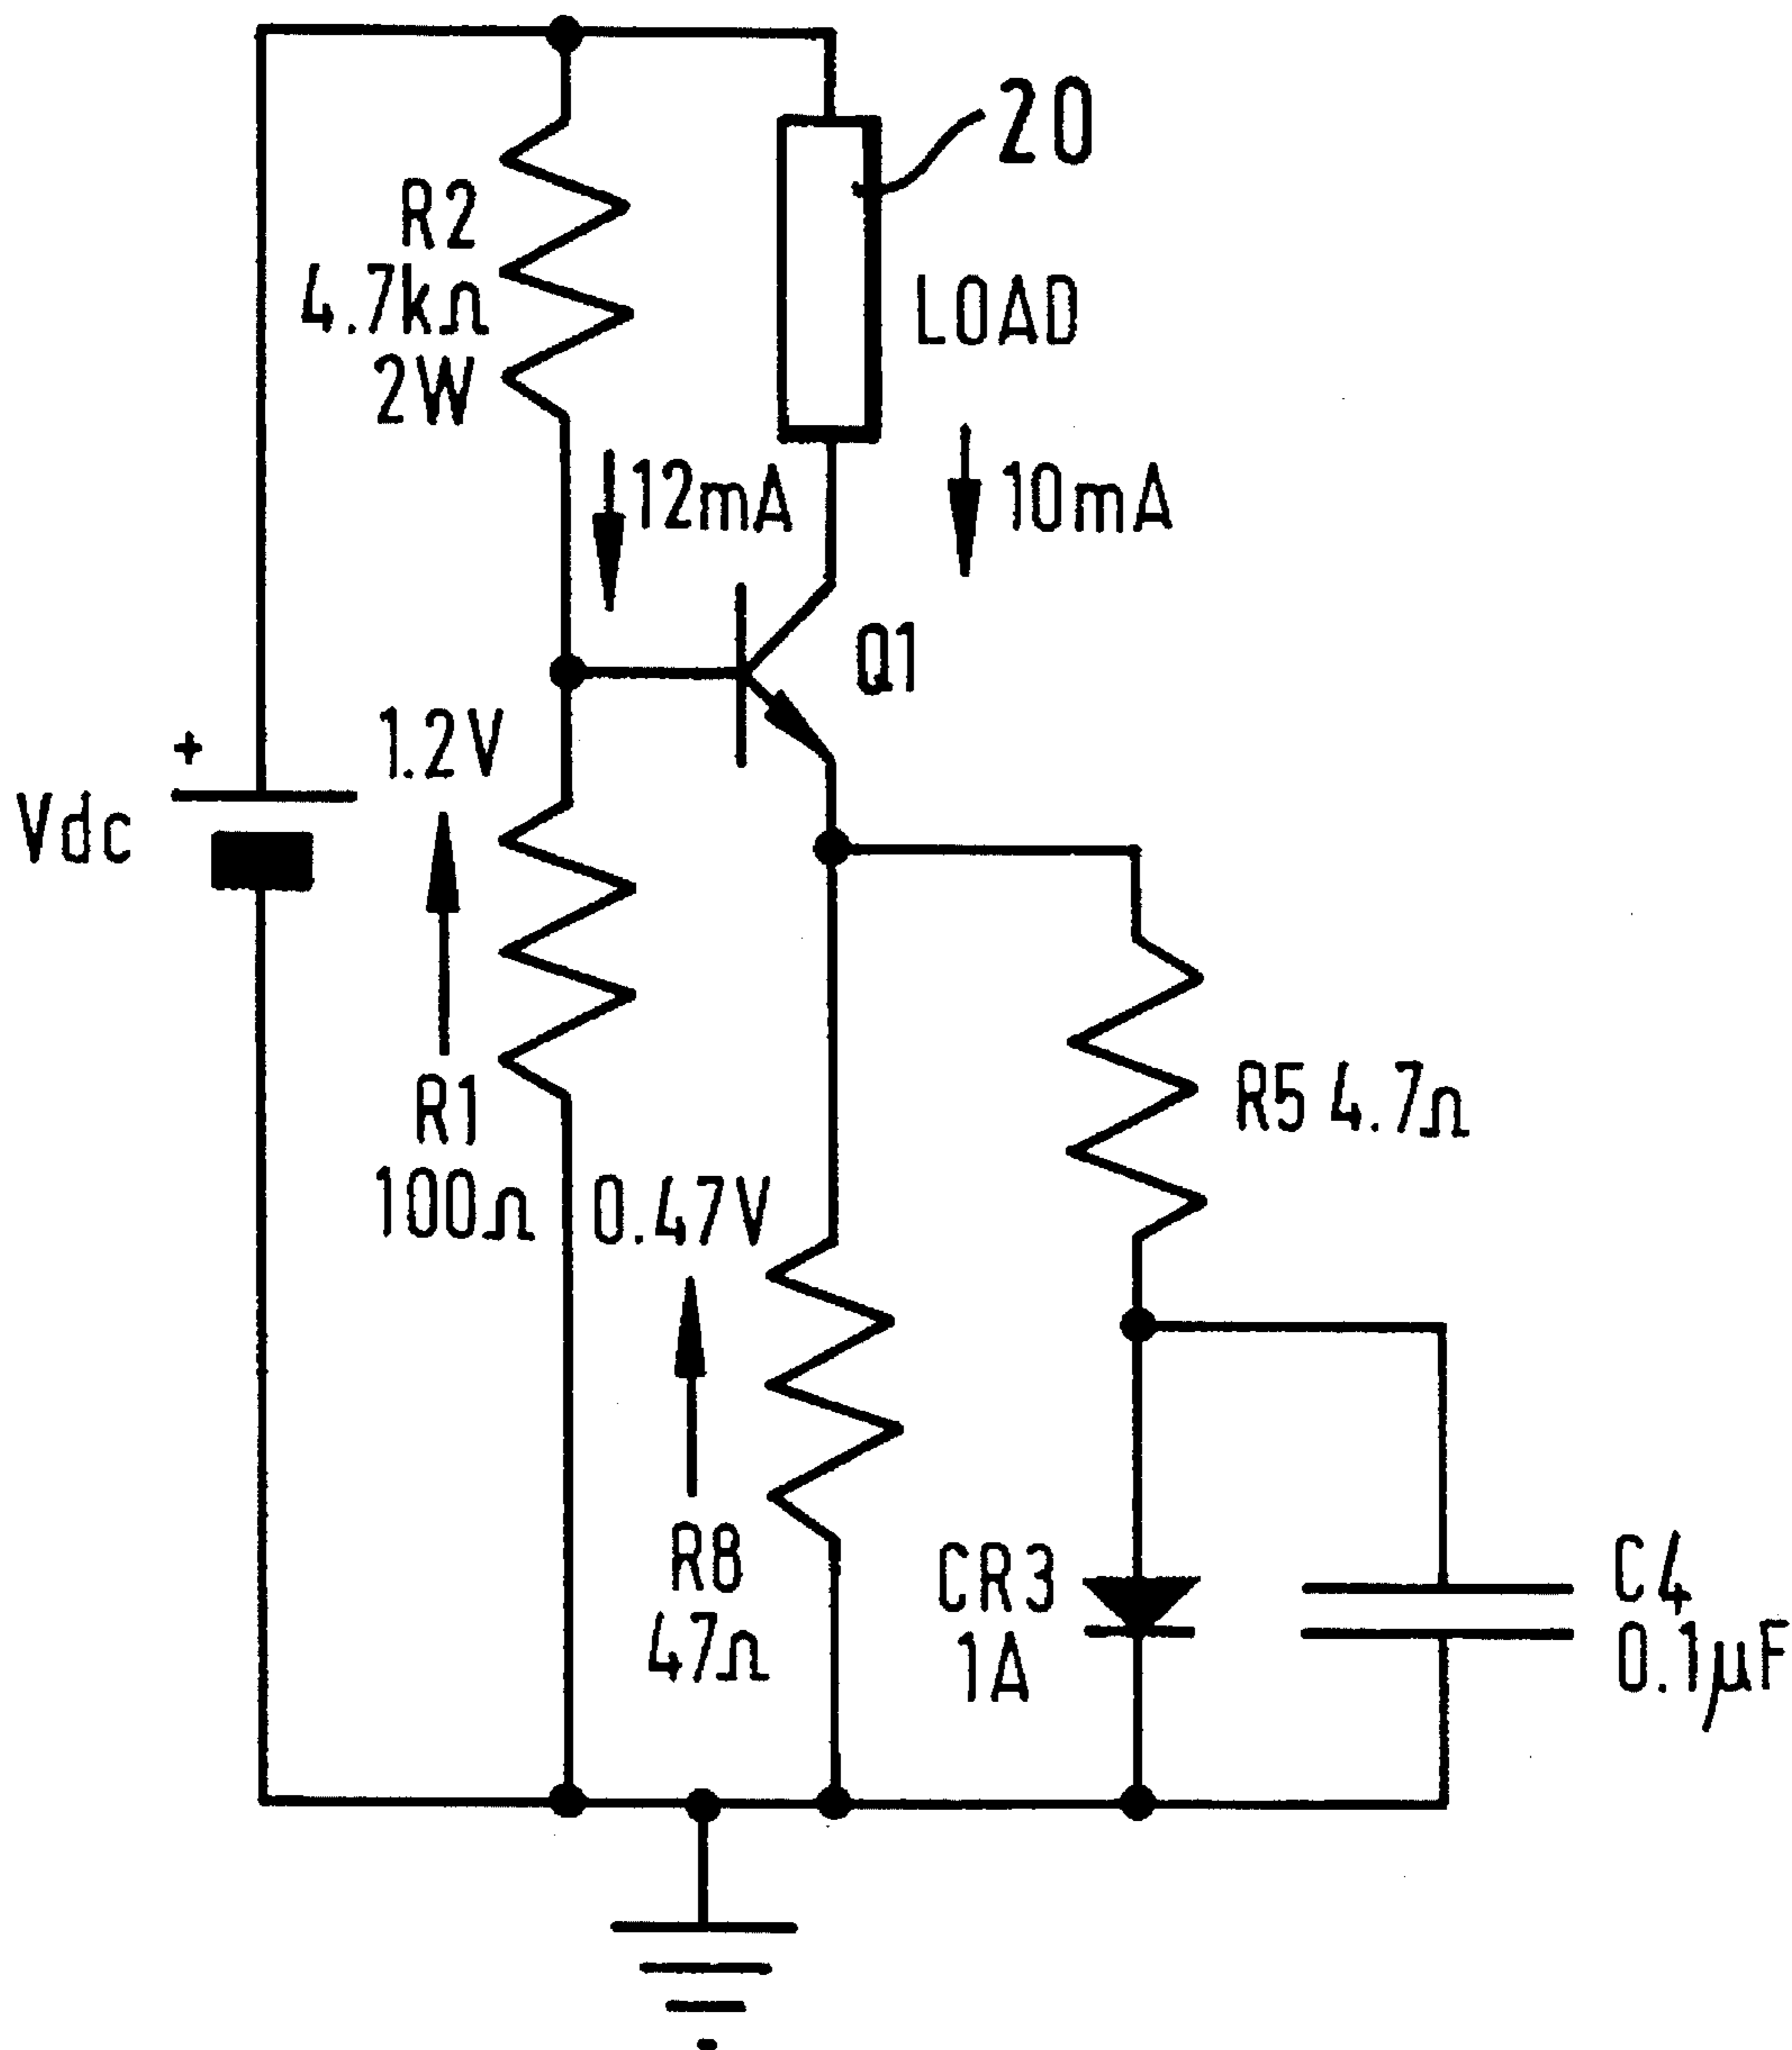 20
R2
4.7kΩ
2W
LOAD
12mA
10mA
Q1
1.2V
+
Vdc
R1
100Ω
0.47V
R5 4.7Ω
R8
47Ω
CR3
1A
C4
0.1μF